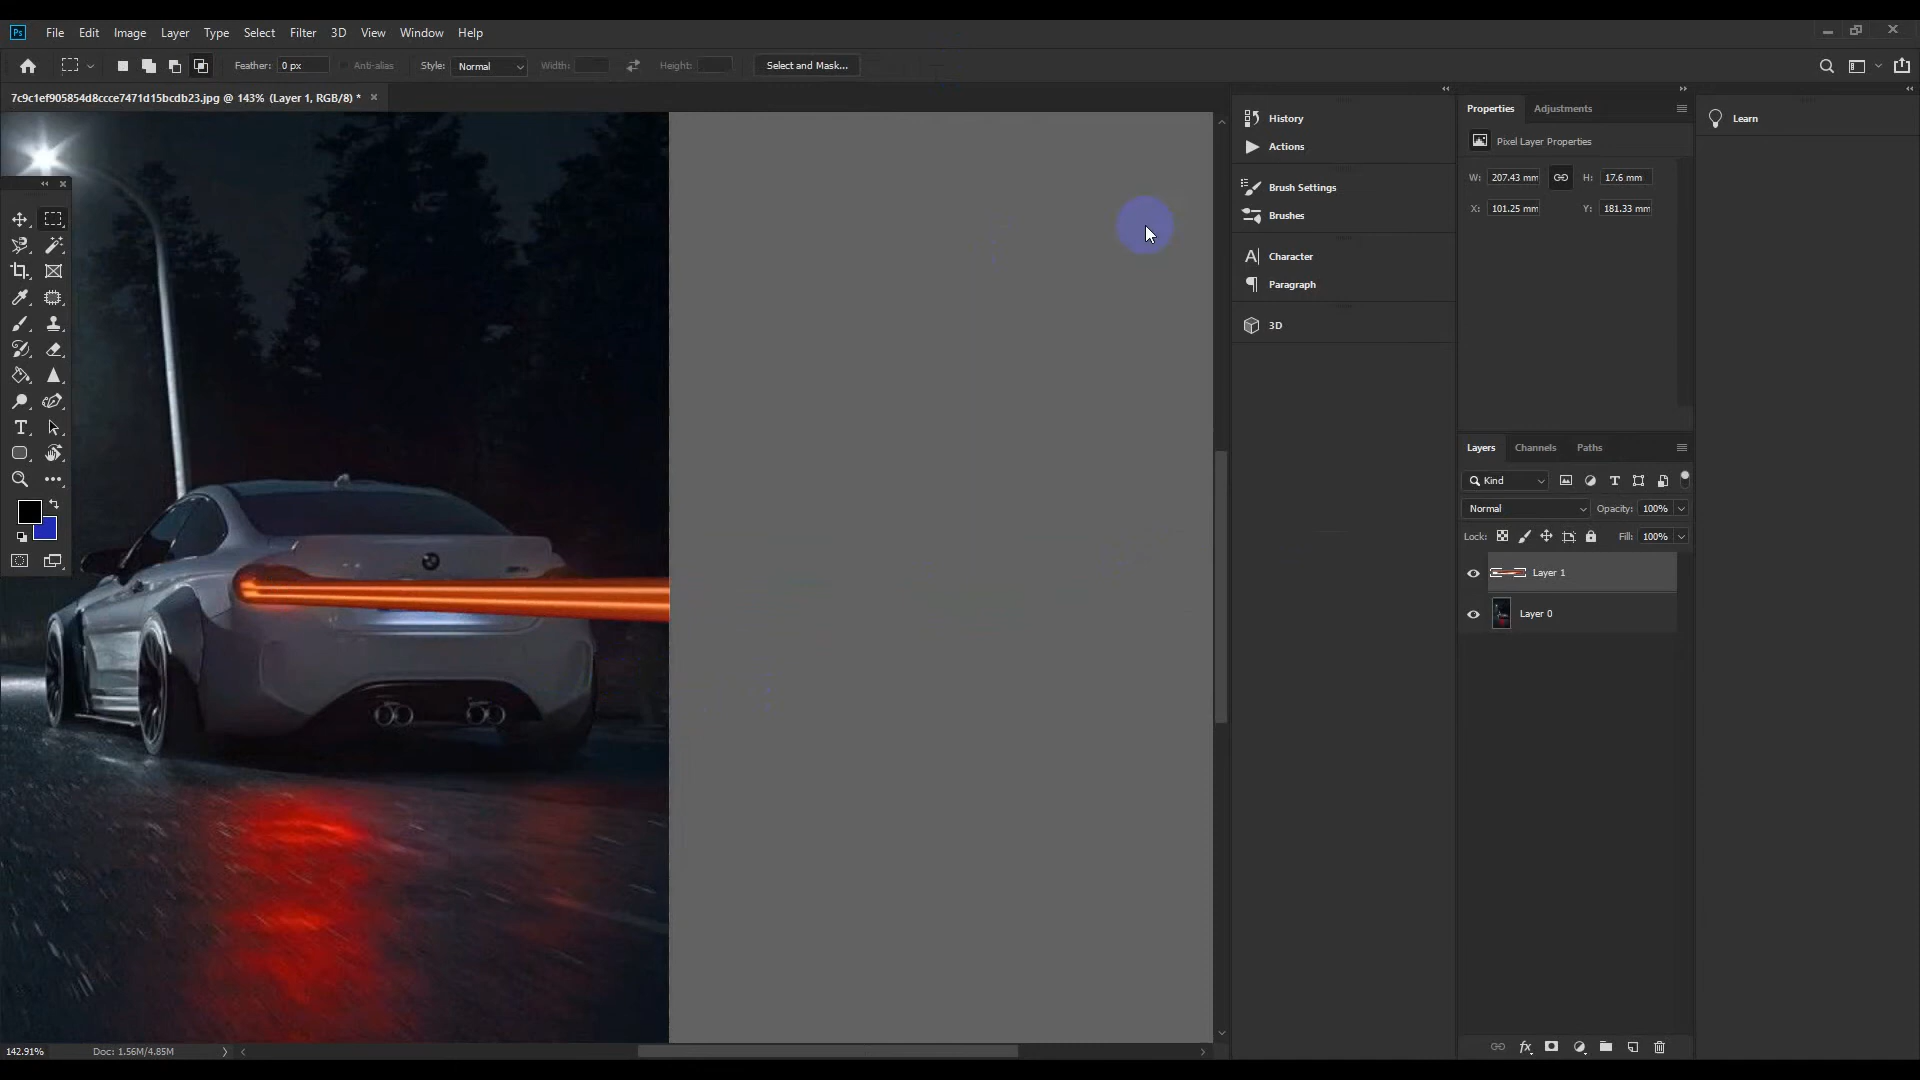 Ps File Edit Image Layer Type Select Filter 3D View Window Help
Feather: 0 px Anti-alias Style: Normal Width: Height: Select and Mask...
7c9c1ef905854d8ccce7471d15bcdb23.jpg @ 143% (Layer 1, RGB/8) *
History
Actions
Brush Settings
Brushes
Character
Paragraph
3D
Properties Adjustments
Pixel Layer Properties
W: 207.43 mm H: 17.6 mm
X: 101.25 mm Y: 181.33 mm
Learn
Layers Channels Paths
Kind
Normal Opacity: 100%
Lock: Fill: 100%
Layer 1
Layer 0
142.91% Doc: 1.56M/4.85M